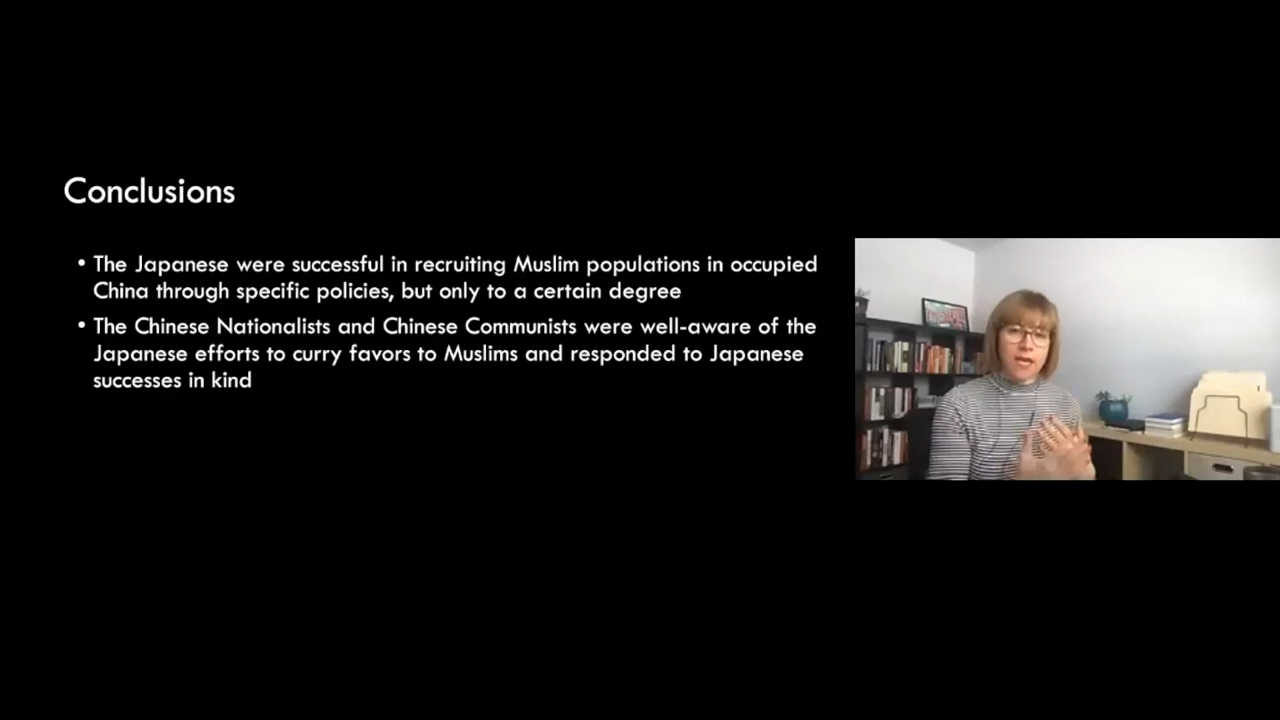 Conclusions
• The Japanese were successful in recruiting Muslim populations in occupied
China through specific policies, but only to a certain degree
• The Chinese Nationalists and Chinese Communists were well-aware of the
Japanese efforts to curry favors to Muslims and responded to Japanese
successes in kind